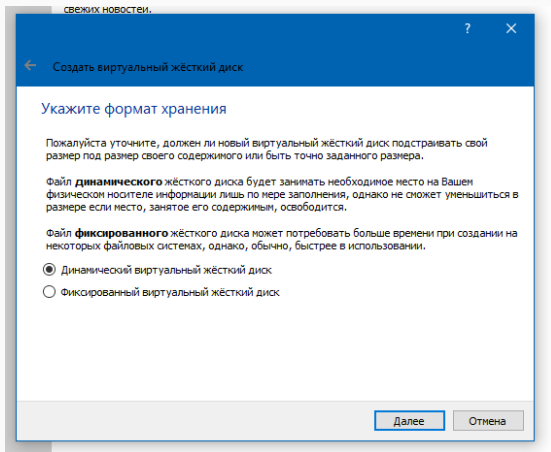 свежих новостей.
?
Создать виртуальный жёсткий диск
Укажите формат хранения
Пожалуйста уточните, должен ли новый виртуальный жёсткий диск подстраивать свой
размер под размер своего содержимого или быть точно заданного размера.
Файл динамического жёсткого диска будет занимать необходимое место на Вашем
физическом носителе информации лишь по мере заполнения, однако не сможет уменьшиться в
размере если место, занятое его содержимым, освободится.
Файл фиксированного жёсткого диска может потребовать больше времени при создании на
некоторых файловых системах, однако, обычно, быстрее в использовании.
Динамический виртуальный жёсткий диск
Фиксированный виртуальный жёсткий диск
Далее
Отмена